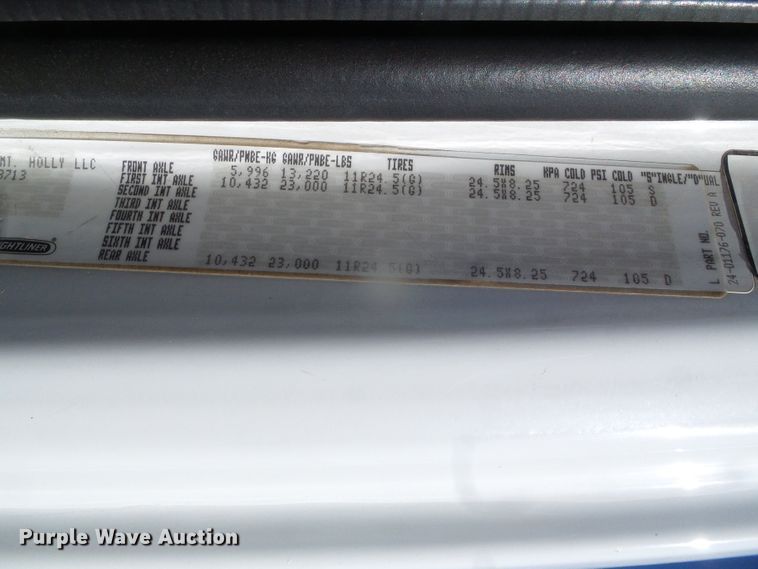 MT. HOLLY LLC
3713
GAWR/PNBE-KG GAWR/PNBE-LBS TIRES RIMS KPA COLD PSI COLD "S"INGLE/"D"UAL
FRONT AXLE 5,996 13,220 11R24.5(G) 24.5X8.25 724 105 S
FIRST INT AXLE 10,432 23,000 11R24.5(G) 24.5X8.25 724 105 D
SECOND INT AXLE
THIRD INT AXLE
FOURTH INT AXLE
FIFTH INT AXLE
SIXTH INT AXLE
REAR AXLE 10,432 23,000 11R24.5(G) 24.5X8.25 724 105 D
GHTLINER
L PART NO.
24-01176-070 REV A
Purple Wave Auction